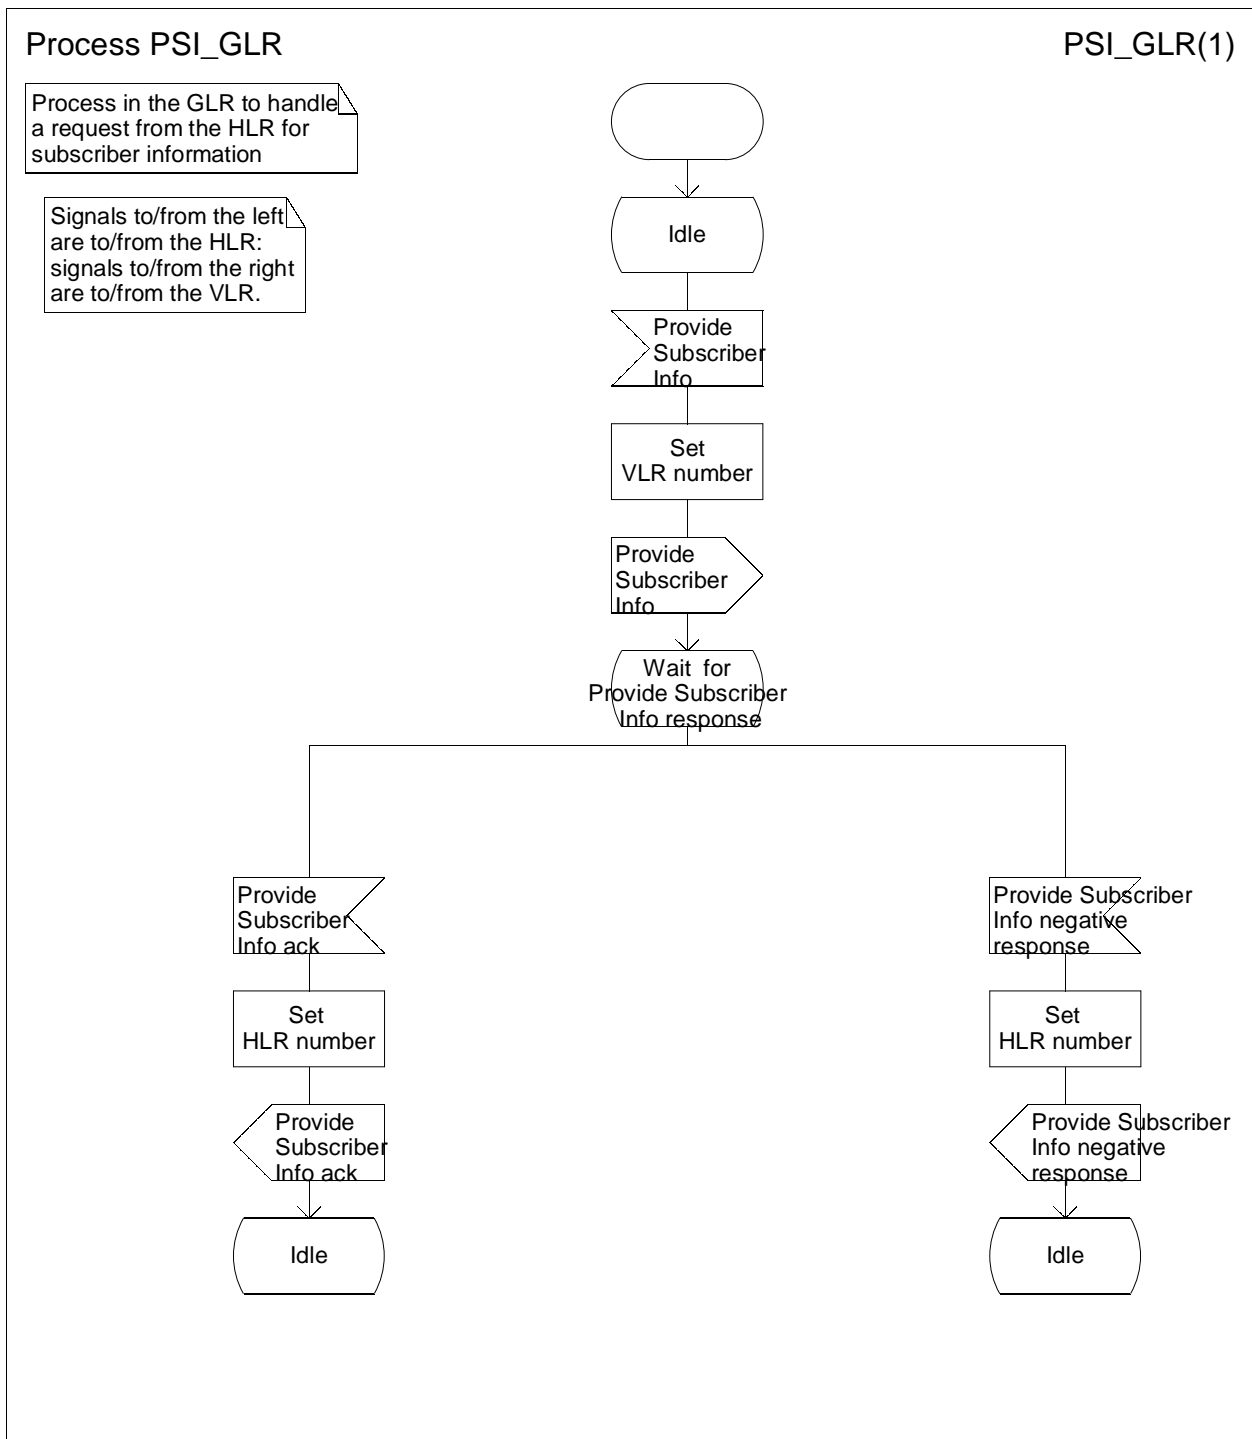 Process PSI_GLR
PSI_GLR(1)
Process in the GLR to handle
a request from the HLR for
subscriber information
Signals to/from the left
are to/from the HLR:
signals to/from the right
are to/from the VLR.
Idle
Provide
Subscriber
Info
Set
VLR number
Provide
Subscriber
Info
Wait for
Provide Subscriber
Info response
Provide
Subscriber
Info ack
Set
HLR number
Provide
Subscriber
Info ack
Idle
Provide Subscriber
Info negative
response
Set
HLR number
Provide Subscriber
Info negative
response
Idle